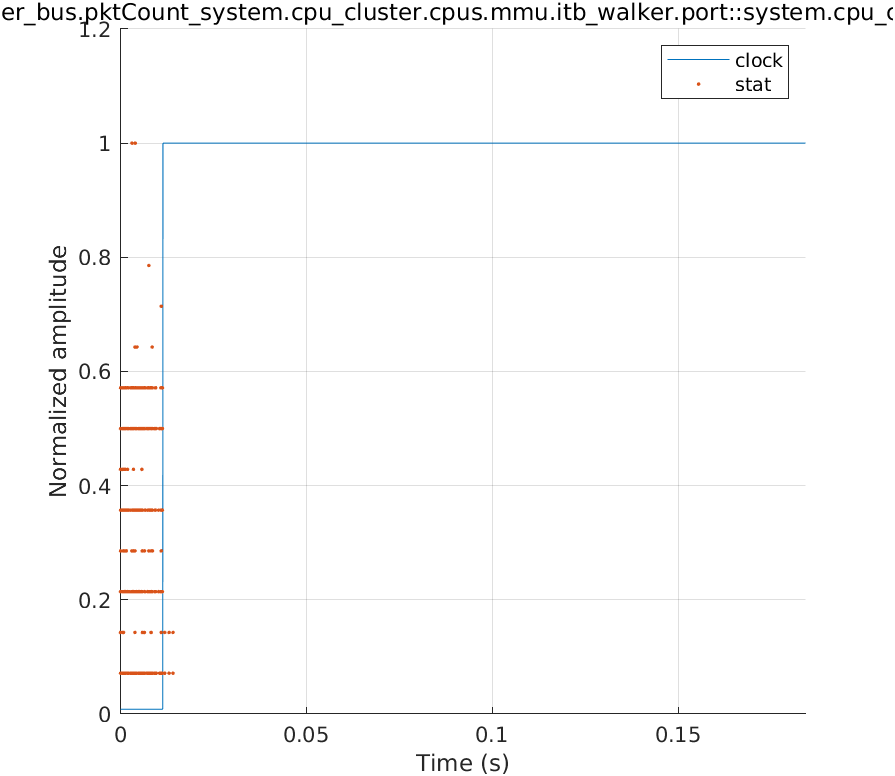 er_bus.pktCount_system.cpu_cluster.cpus.mmu.itb_walker.port::system.cpu_c
1.2
clock
stat
1
0.8
Normalized amplitude
0.6
0.4
0.2
0
0 0.05 0.1 0.15
Time (s)